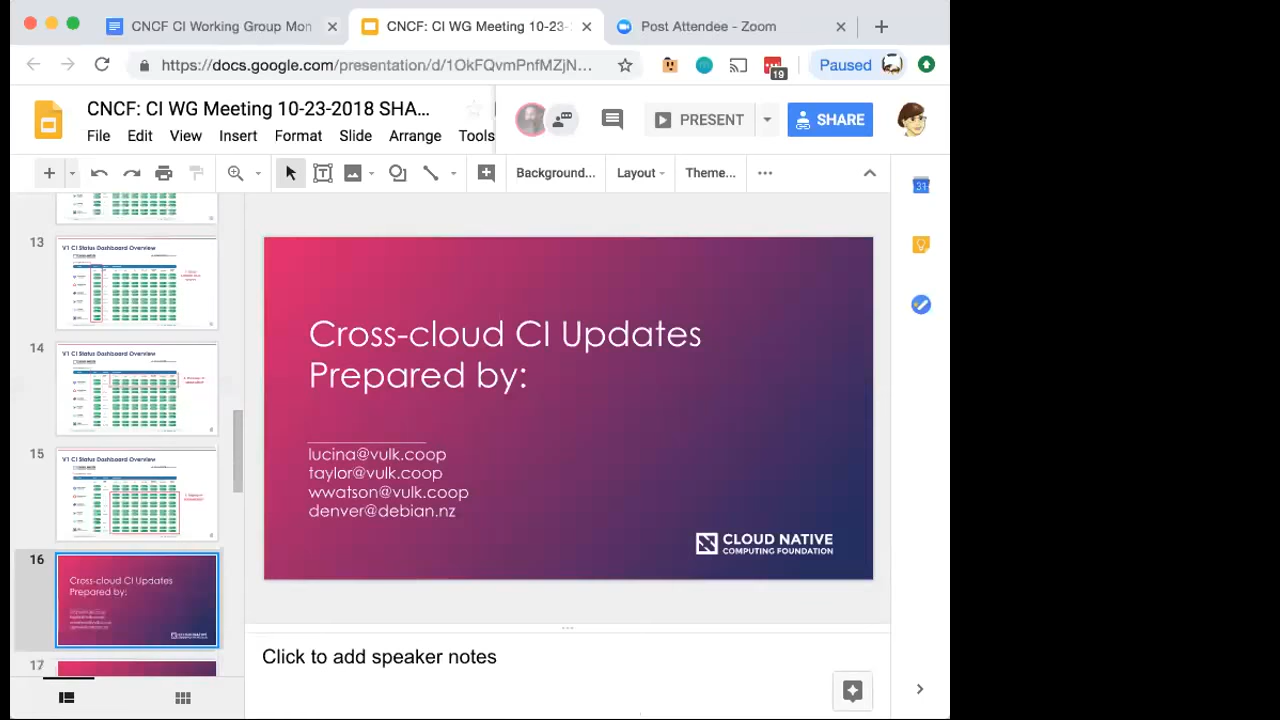 CNCF CI Working Group Mon
CNCF: CI WG Meeting 10-23-
Post Attendee - Zoom
https://docs.google.com/presentation/d/1OkFQvmPnfMZjN...
19
Paused
CNCF: CI WG Meeting 10-23-2018 SHA...
PRESENT
SHARE
File Edit View Insert Format Slide Arrange Tools
Background... Layout Theme...
31
13
V1 CI Status Dashboard Overview
14
V1 CI Status Dashboard Overview
15
V1 CI Status Dashboard Overview
16
Cross-cloud CI Updates
Prepared by:
CLOUD NATIVE
17
Cross-cloud CI Updates
Prepared by:
lucina@vulk.coop
taylor@vulk.coop
wwatson@vulk.coop
denver@debian.nz
CLOUD NATIVE
COMPUTING FOUNDATION
Click to add speaker notes